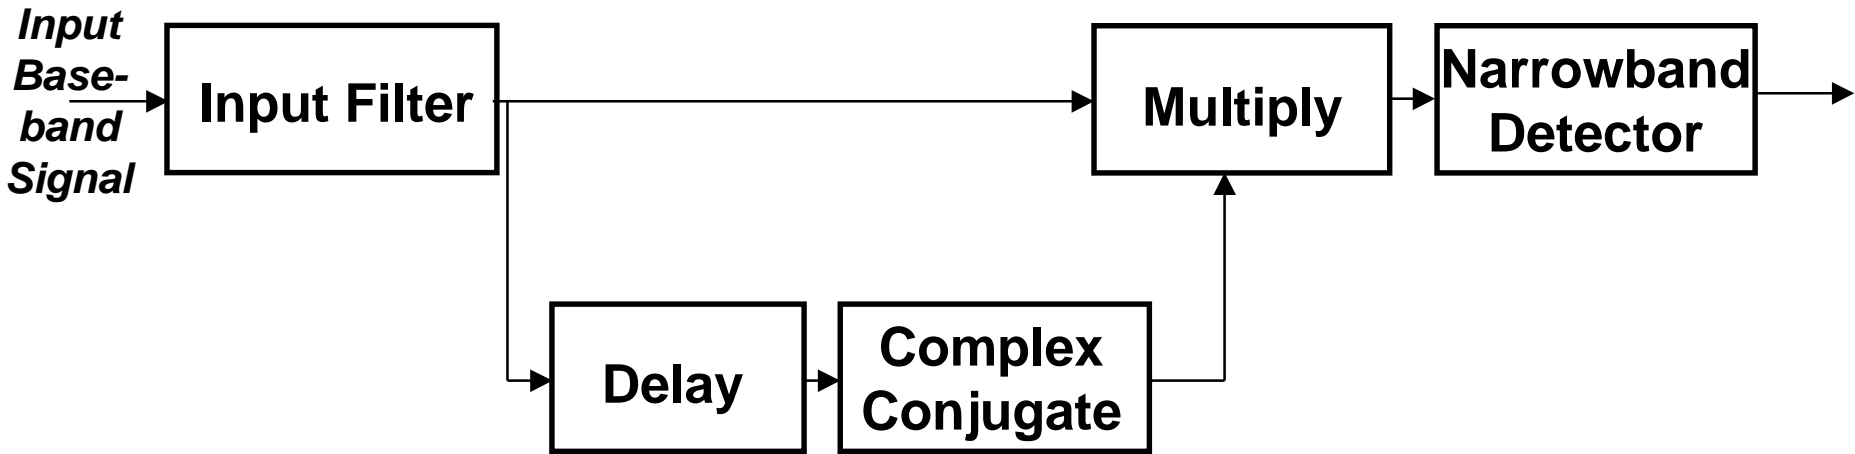 Input
Base-
band
Signal
Input Filter
Multiply
Narrowband
Detector
Delay
Complex
Conjugate